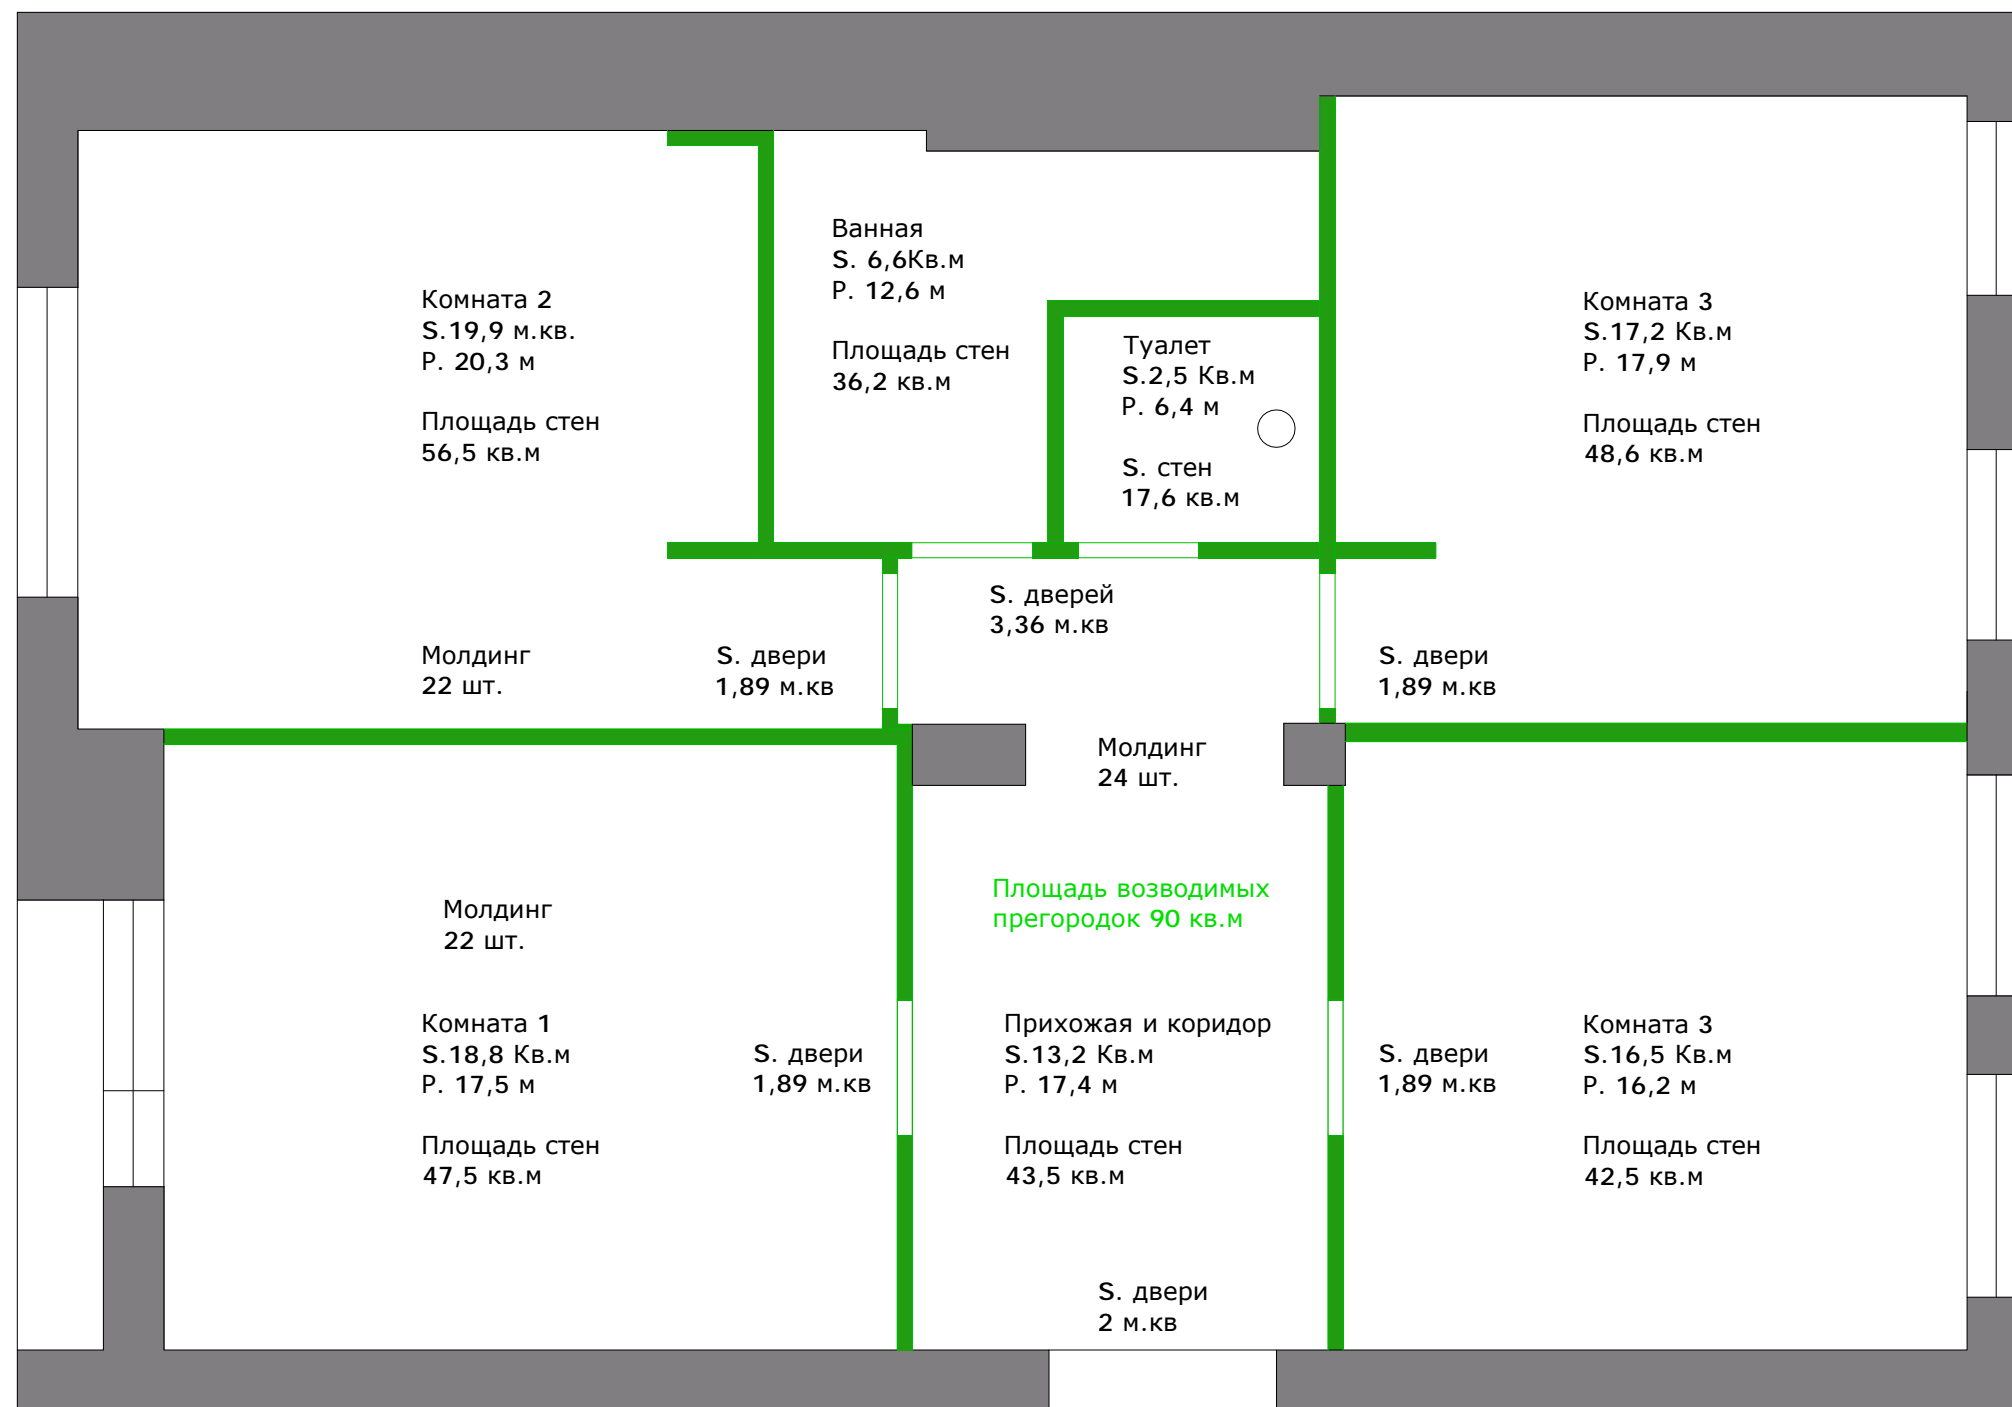 Ванная
S. 6,6Кв.м
P. 12,6 м
Площадь стен
36,2 кв.м
Комната 2
S.19,9 м.кв.
P. 20,3 м
Площадь стен
56,5 кв.м
Туалет
S.2,5 Кв.м
P. 6,4 м
S. стен
17,6 кв.м
Комната 3
S.17,2 Кв.м
P. 17,9 м
Площадь стен
48,6 кв.м
Молдинг
22 шт.
S. двери
1,89 м.кв
S. дверей
3,36 м.кв
S. двери
1,89 м.кв
Молдинг
24 шт.
Площадь возводимых
прегородок 90 кв.м
Молдинг
22 шт.
Комната 1
S.18,8 Кв.м
P. 17,5 м
Площадь стен
47,5 кв.м
S. двери
1,89 м.кв
Прихожая и коридор
S.13,2 Кв.м
P. 17,4 м
Площадь стен
43,5 кв.м
S. двери
1,89 м.кв
Комната 3
S.16,5 Кв.м
P. 16,2 м
Площадь стен
42,5 кв.м
S. двери
2 м.кв